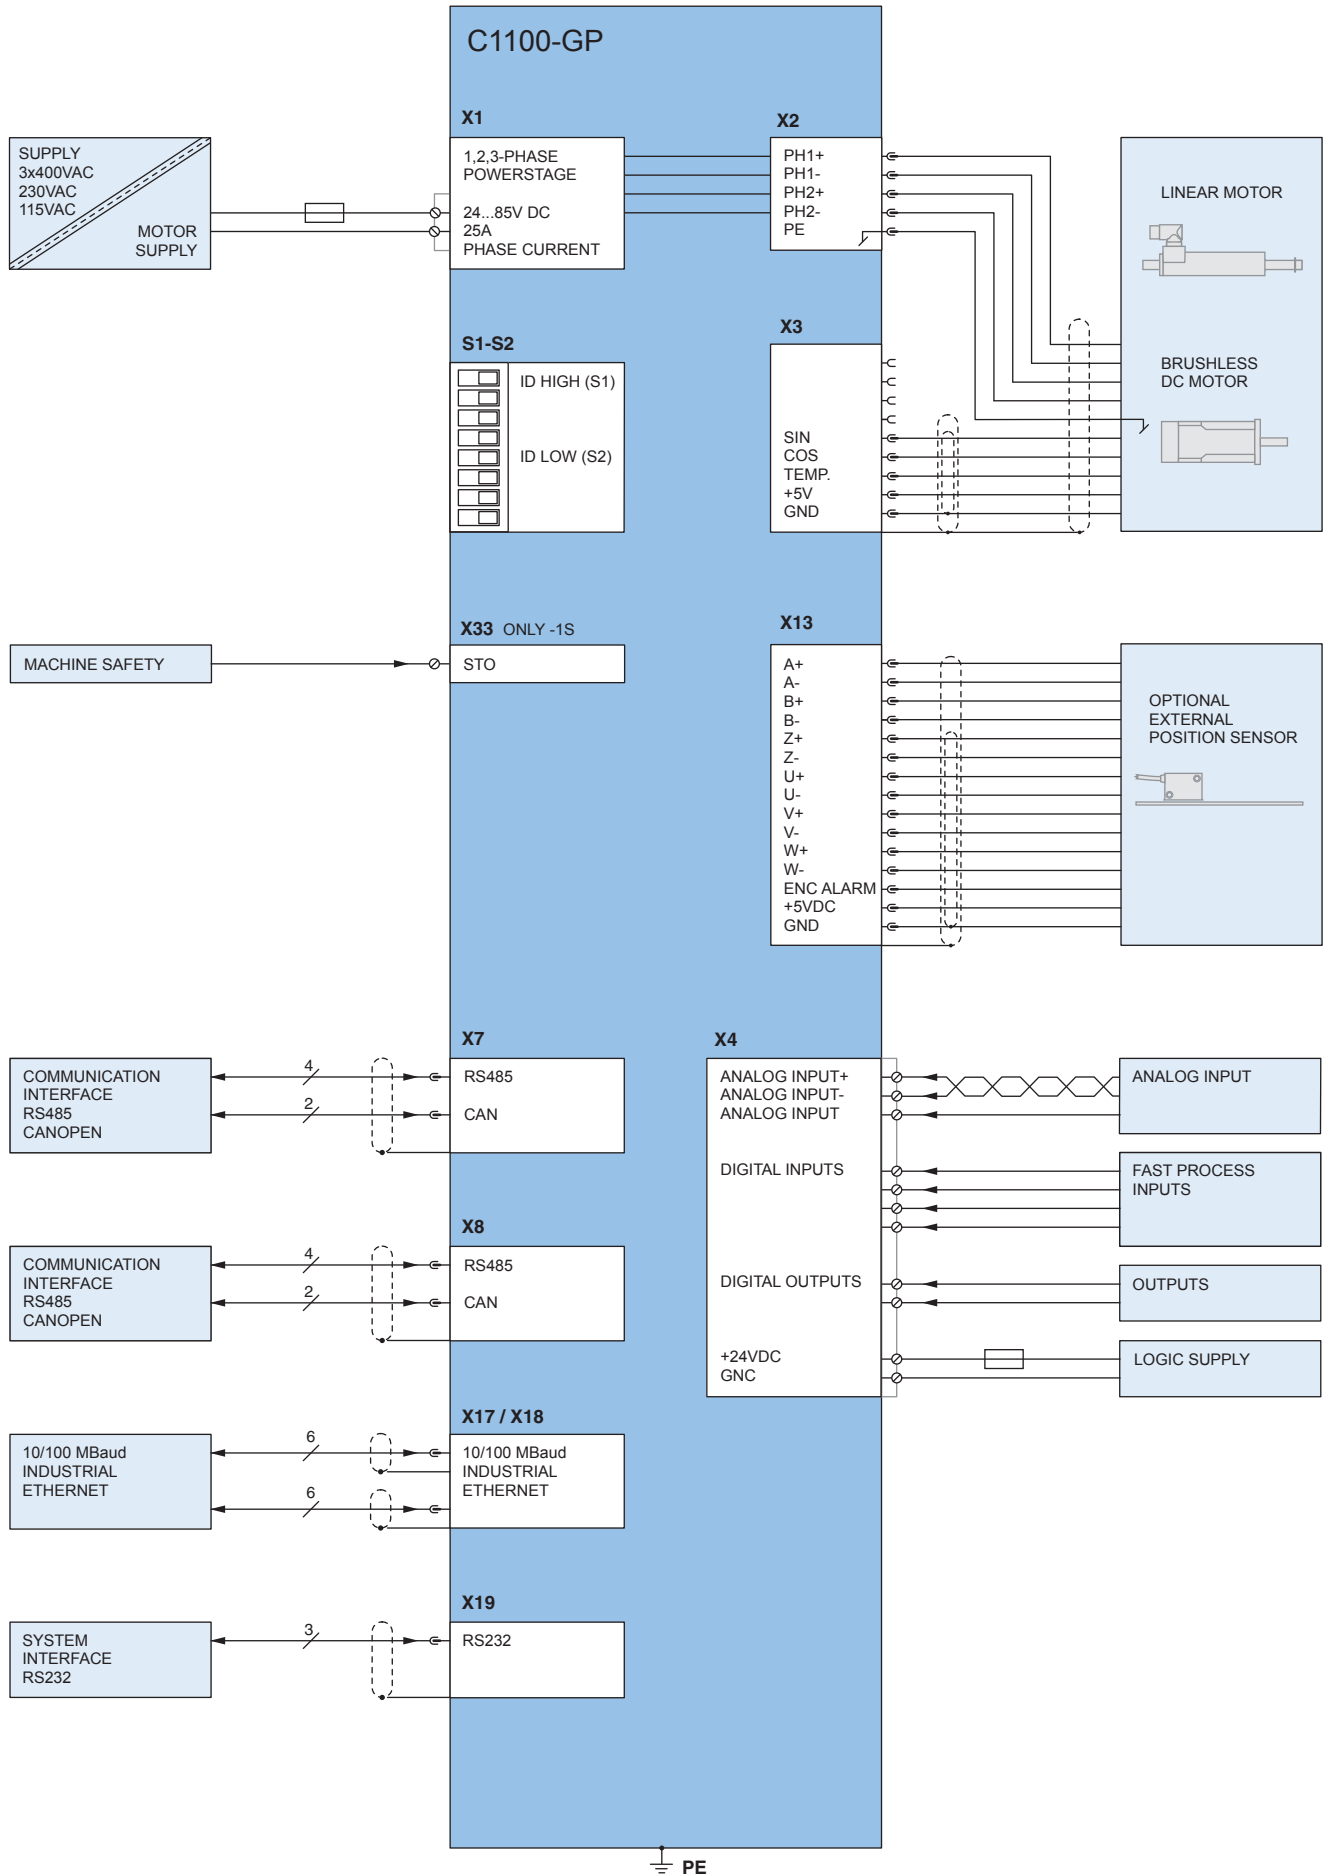 C1100-GP
X1
SUPPLY
3x400VAC
230VAC
115VAC
MOTOR
SUPPLY
1,2,3-PHASE
POWERSTAGE
24...85V DC
25A
PHASE CURRENT
X2
PH1+
PH1-
PH2+
PH2-
PE
LINEAR MOTOR
BRUSHLESS
DC MOTOR
S1-S2
ID HIGH (S1)
ID LOW (S2)
X3
SIN
COS
TEMP.
+5V
GND
X33 ONLY -1S
MACHINE SAFETY
STO
X13
A+
A-
B+
B-
Z+
Z-
U+
U-
V+
V-
W+
W-
ENC ALARM
+5VDC
GND
OPTIONAL
EXTERNAL
POSITION SENSOR
X7
COMMUNICATION
INTERFACE
RS485
CANOPEN
4
2
RS485
CAN
X4
ANALOG INPUT+
ANALOG INPUT-
ANALOG INPUT
DIGITAL INPUTS
DIGITAL OUTPUTS
+24VDC
GNC
ANALOG INPUT
FAST PROCESS
INPUTS
OUTPUTS
LOGIC SUPPLY
X8
COMMUNICATION
INTERFACE
RS485
CANOPEN
4
2
RS485
CAN
X17 / X18
10/100 MBaud
INDUSTRIAL
ETHERNET
6
6
10/100 MBaud
INDUSTRIAL
ETHERNET
X19
SYSTEM
INTERFACE
RS232
3
RS232
PE